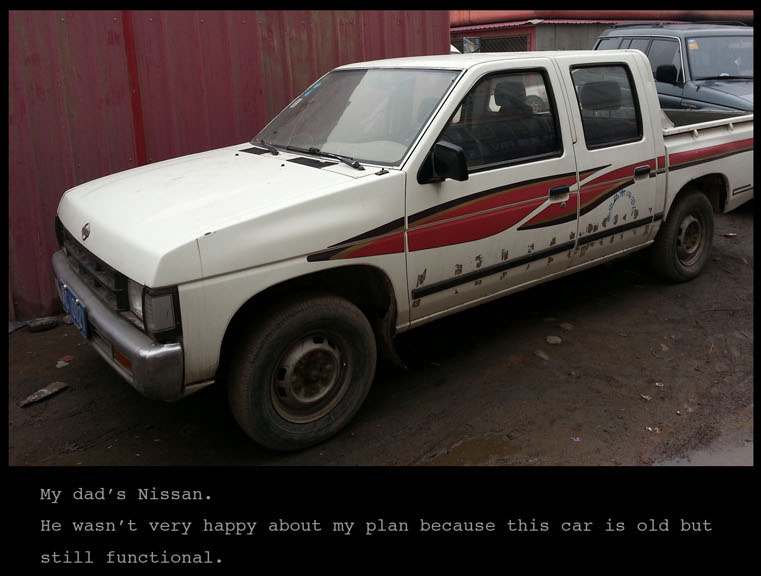 My dad's Nissan.
He wasn't very happy about my plan because this car is old but
still functional.